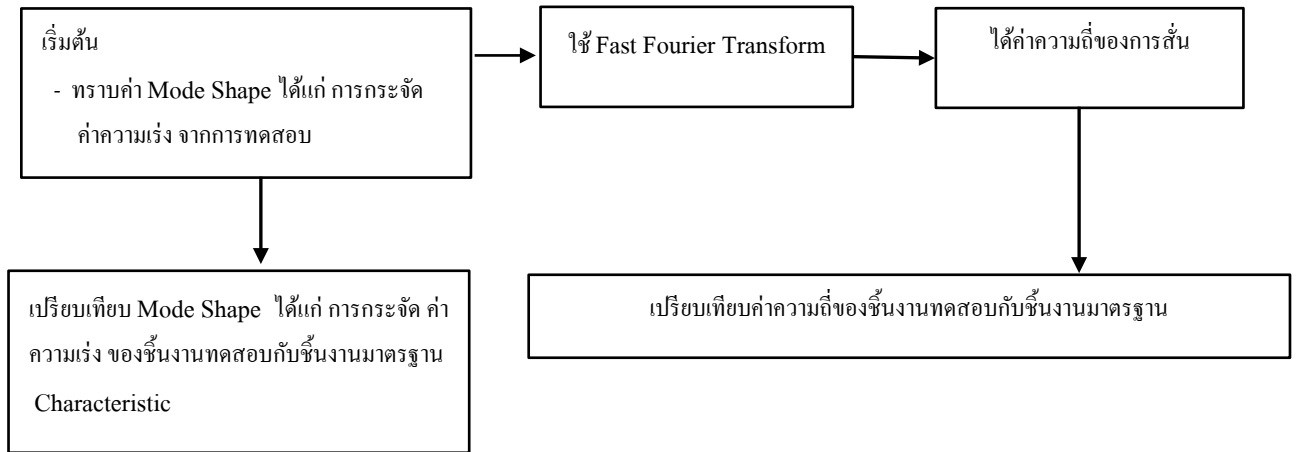 เริ่มต้น
- ทราบค่า Mode Shape ได้แก่ การกระจัด
ค่าความเร่ง จากการทดสอบ
ใช้ Fast Fourier Transform
ได้ค่าความถี่ของการสั่น
เปรียบเทียบ Mode Shape ได้แก่ การกระจัด ค่า
ความเร่ง ของชิ้นงานทดสอบกับชิ้นงานมาตรฐาน
Characteristic
เปรียบเทียบค่าความถี่ของชิ้นงานทดสอบกับชิ้นงานมาตรฐาน